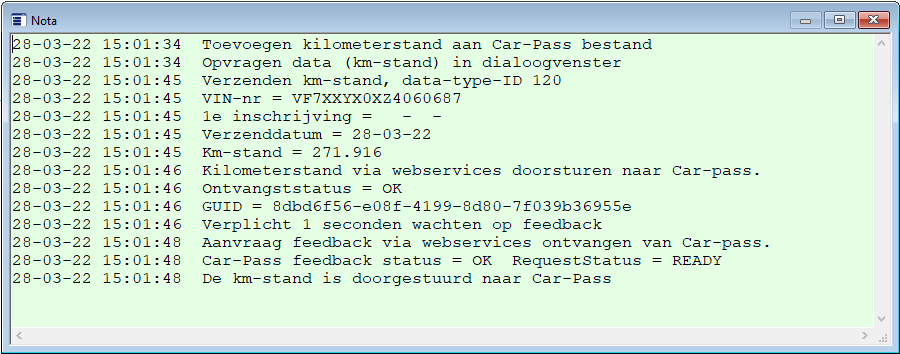 Nota
28-03-22 15:01:34  Toevoegen kilometerstand aan Car-Pass bestand
28-03-22 15:01:34  Opvragen data (km-stand) in dialoogvenster
28-03-22 15:01:45  Verzenden km-stand, data-type-ID 120
28-03-22 15:01:45  VIN-nr = VF7XXYX0XZ4060687
28-03-22 15:01:45  1e inschrijving =   -  -
28-03-22 15:01:45  Verzenddatum = 28-03-22
28-03-22 15:01:45  Km-stand = 271.916
28-03-22 15:01:46  Kilometerstand via webservices doorsturen naar Car-pass.
28-03-22 15:01:46  Ontvangststatus = OK
28-03-22 15:01:46  GUID = 8dbd6f56-e08f-4199-8d80-7f039b36955e
28-03-22 15:01:46  Verplicht 1 seconden wachten op feedback
28-03-22 15:01:48  Aanvraag feedback via webservices ontvangen van Car-pass.
28-03-22 15:01:48  Car-Pass feedback status = OK  RequestStatus = READY
28-03-22 15:01:48  De km-stand is doorgestuurd naar Car-Pass